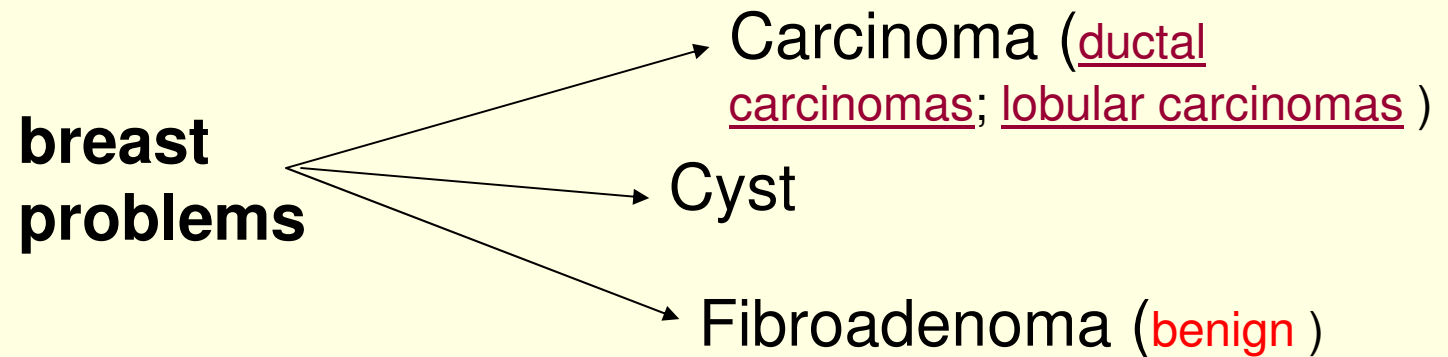 Carcinoma (ductal
carcinomas; lobular carcinomas )
breast
problems
Cyst
Fibroadenoma (benign )